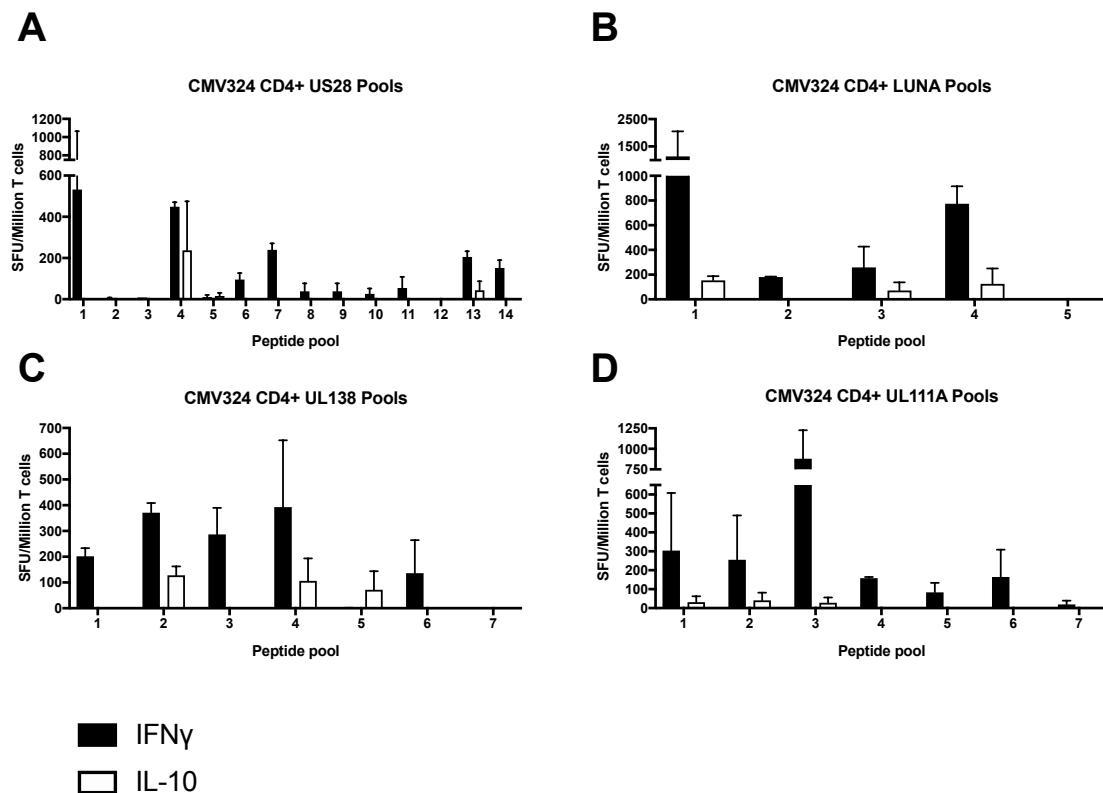 A
CMV324 CD4+ US28 Pools
SFU/Million T cells
1200
1000
800
600
400
200
0
1 2 3 4 5 6 7 8 9 10 11 12 13 14
Peptide pool
B
CMV324 CD4+ LUNA Pools
SFU/Million T cells
2500
1500
1000
800
600
400
200
0
1 2 3 4 5
Peptide pool
C
CMV324 CD4+ UL138 Pools
SFU/Million T cells
700
600
500
400
300
200
100
0
1 2 3 4 5 6 7
Peptide pool
D
CMV324 CD4+ UL111A Pools
SFU/Million T cells
1250
1000
750
600
500
400
300
200
100
0
1 2 3 4 5 6 7
Peptide pool
IFNγ
IL-10